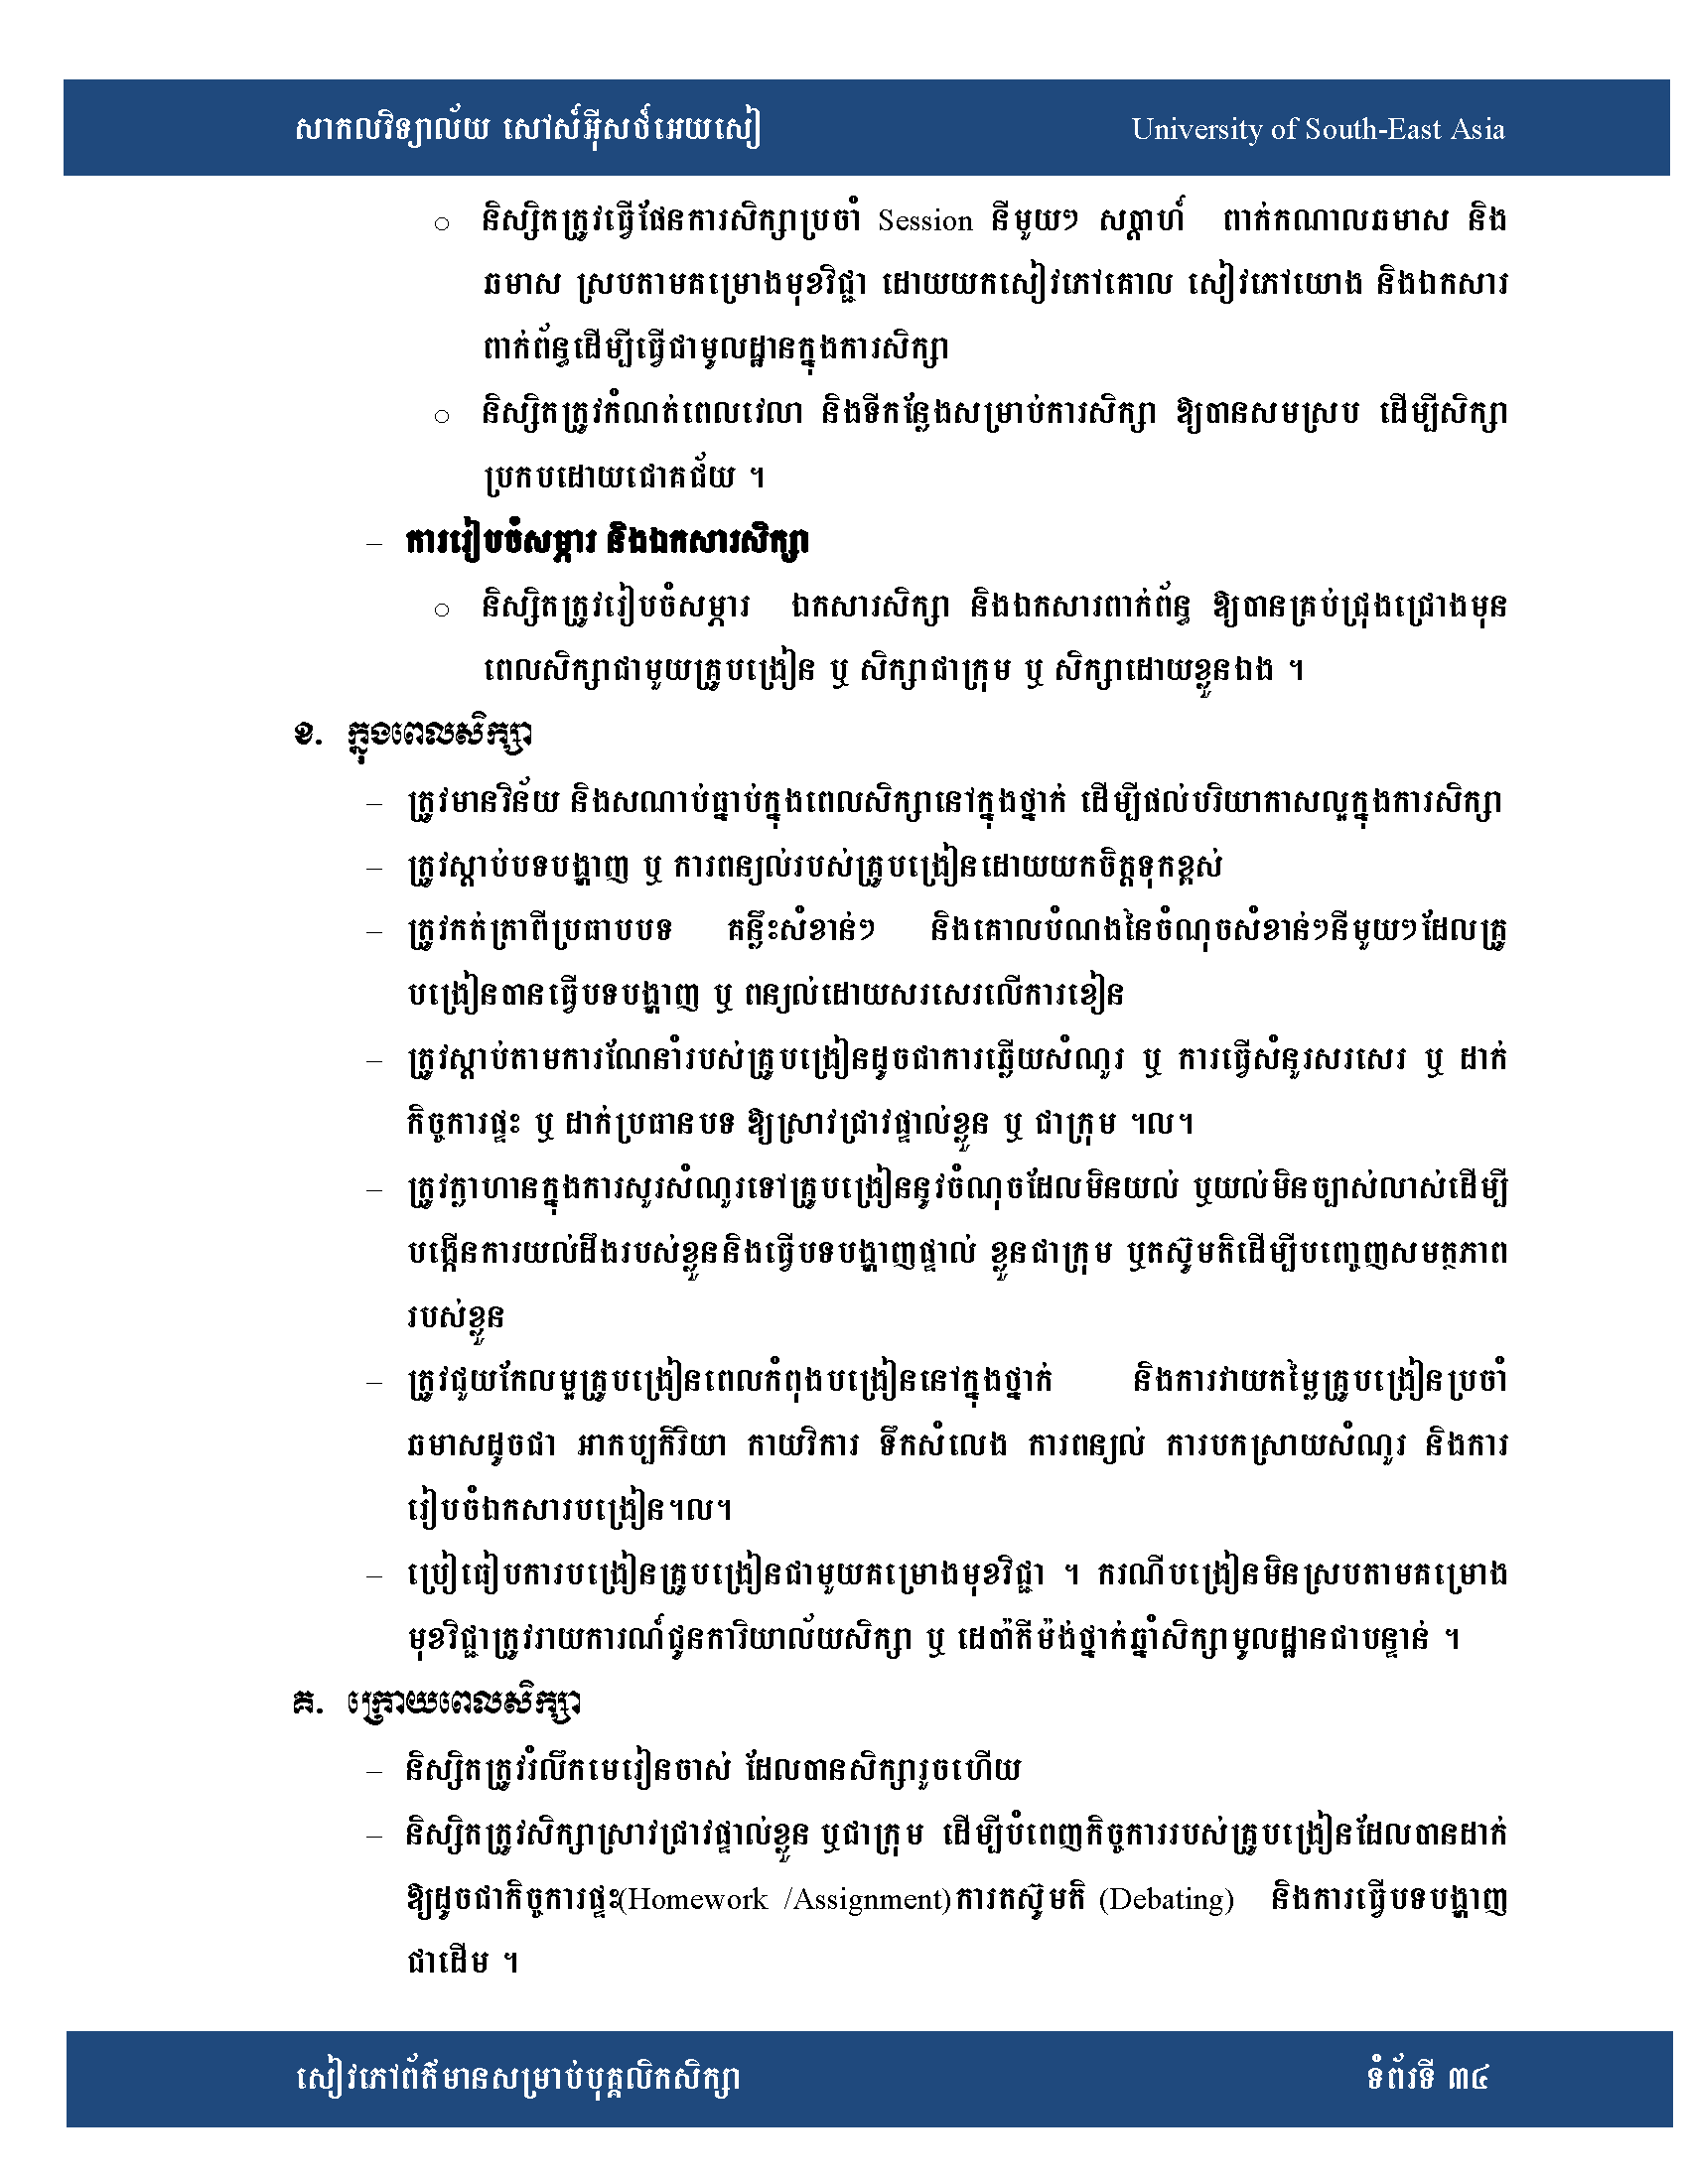 សាកលវិទ្យាល័យ សៅស៍អ៊ីសថ៍អេយសៀ University of South-East Asia
o និស្សិតត្រូវធ្វើផែនការសិក្សាប្រចាំ Session នីមួយៗ សប្តាហ៍ ពាក់កណាលឆមាស និង
ឆមាស ស្របតាមគម្រោងមុខវិជ្ជា ដោយយកសៀវភៅគោល សៀវភៅយោង និងឯកសារ
ពាក់ព័ន្ធដើម្បីធ្វើជាមូលដ្ឋានក្នុងការសិក្សា
o និស្សិតត្រូវកំណត់ពេលវេលា និងទីកន្លែងសម្រាប់ការសិក្សា ឱ្យបានសមស្រប ដើម្បីសិក្សា
ប្រកបដោយជោគជ័យ ។
– ការរៀបចំសម្ភារ និងឯកសារសិក្សា
o និស្សិតត្រូវរៀបចំសម្ភារ ឯកសារសិក្សា និងឯកសារពាក់ព័ន្ធ ឱ្យបានគ្រប់ជ្រុងជ្រោងមុន
ពេលសិក្សាជាមួយគ្រូបង្រៀន ឬ សិក្សាជាក្រុម ឬ សិក្សាដោយខ្លួនឯង ។
ខ. ក្នុងពេលសិក្សា
– ត្រូវមានវិន័យ និងសណាប់ធ្នាប់ក្នុងពេលសិក្សានៅក្នុងថ្នាក់ ដើម្បីផល់បរិយាកាសល្អក្នុងការសិក្សា
– ត្រូវស្តាប់បទបង្ហាញ ឬ ការពន្យល់របស់គ្រូបង្រៀនដោយយកចិត្តទុកខ្ពស់
– ត្រូវកត់ត្រាពីប្រធាបបទ គន្លឹះសំខាន់ៗ និងគោលបំណងនៃចំណុចសំខាន់ៗនីមួយៗដែលគ្រូ
បង្រៀនបានធ្វើបទបង្ហាញ ឬ ពន្យល់ដោយសរសេរលើការខៀន
– ត្រូវស្តាប់តាមការណែនាំរបស់គ្រូបង្រៀនដូចជាការឆ្លើយសំណួរ ឬ ការធ្វើសំនូរសរសេរ ឬ ដាក់
កិច្ចការផ្ទះ ឬ ដាក់ប្រធានបទ ឱ្យស្រាវជ្រាវផ្ទាល់ខ្លួន ឬ ជាក្រុម ។ល។
– ត្រូវក្លាហានក្នុងការសួរសំណួរទៅគ្រូបង្រៀននូវចំណុចដែលមិនយល់ ឬយល់មិនច្បាស់លាស់ដើម្បី
បង្កើនការយល់ដឹងរបស់ខ្លួននិងធ្វើបទបង្ហាញផ្ទាល់ ខ្លួនជាក្រុម ឬតស៊ូមតិដើម្បីបញ្ចេញសមត្ថភាព
របស់ខ្លួន
– ត្រូវជួយកែលម្អគ្រូបង្រៀនពេលកំពុងបង្រៀននៅក្នុងថ្នាក់ និងការវាយតម្លៃគ្រូបង្រៀនប្រចាំ
ឆមាសដូចជា អាកប្បកិរិយា កាយវិការ ទឹកសំលេង ការពន្យល់ ការបកស្រាយសំណួរ និងការ
រៀបចំឯកសារបង្រៀន។ល។
– ប្រៀធៀបការបង្រៀនគ្រូបង្រៀនជាមួយគម្រោងមុខវិជ្ជា ។ ករណីបង្រៀនមិនស្របតាមគម្រោង
មុខវិជ្ជាត្រូវរាយការណ៍ជូនការិយាល័យសិក្សា ឬ ដេប៉ាតឺម៉ង់ថ្នាក់ឆ្នាំសិក្សាមូលដ្ឋានជាបន្ទាន់ ។
គ. ក្រោយពេលសិក្សា
– និស្សិតត្រូវរំលឹកមេរៀនចាស់ ដែលបានសិក្សារួចហើយ
– និស្សិតត្រូវសិក្សាស្រាវជ្រាវផ្ទាល់ខ្លួន ឬជាក្រុម ដើម្បីបំពេញកិច្ចការរបស់គ្រូបង្រៀនដែលបានដាក់
ឱ្យដូចជាកិច្ចការផ្ទះ(Homework /Assignment) ការតស៊ូមតិ (Debating) និងការធ្វើបទបង្ហាញ
ជាដើម ។
សៀវភៅព័ត៌មានសម្រាប់បុគ្គលិកសិក្សា ទំព័រទី ៣៤